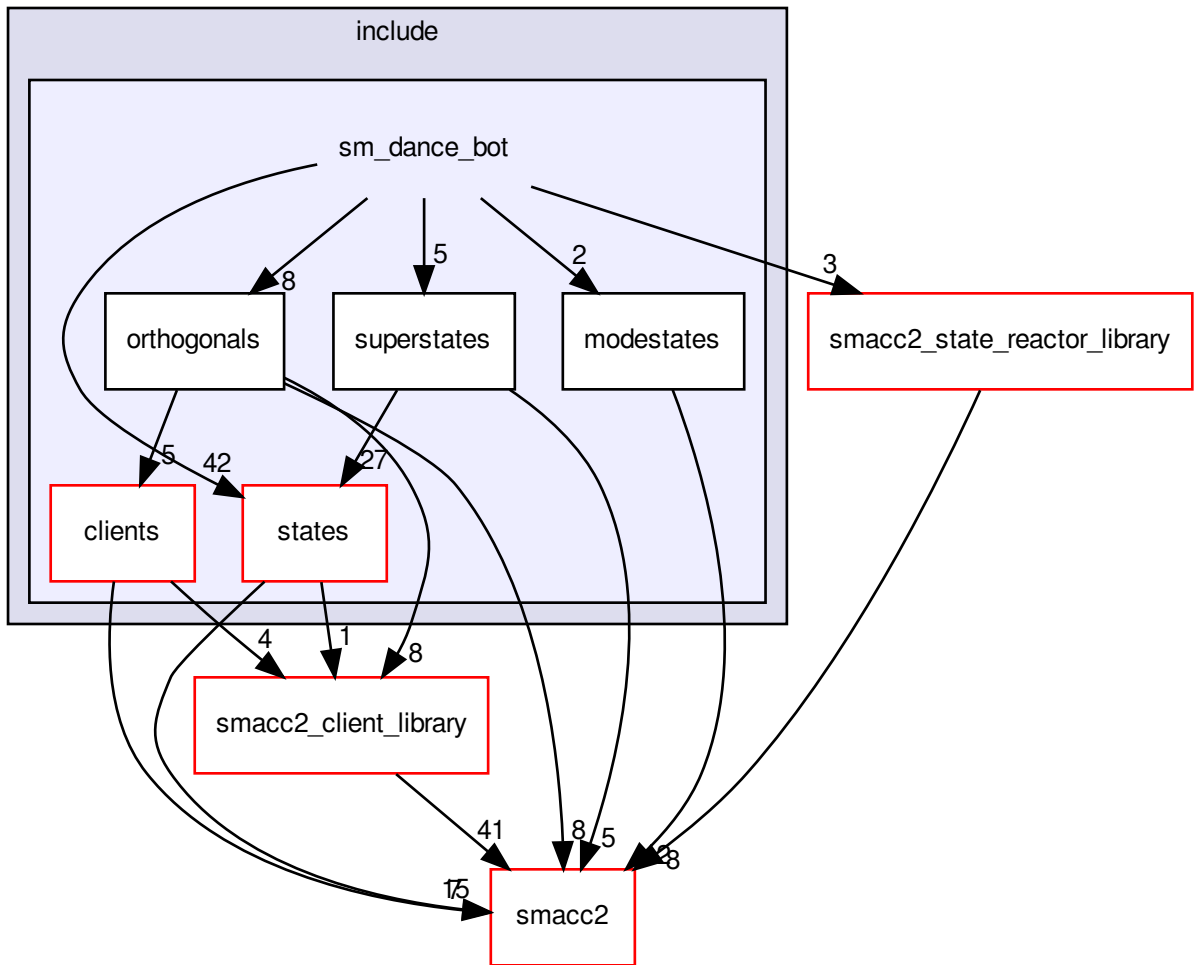 include
sm_dance_bot
8
5
2
3
orthogonals
superstates
modestates
smacc2_state_reactor_library
5
42
27
clients
states
4
1
8
smacc2_client_library
41
8
5
8
smacc2